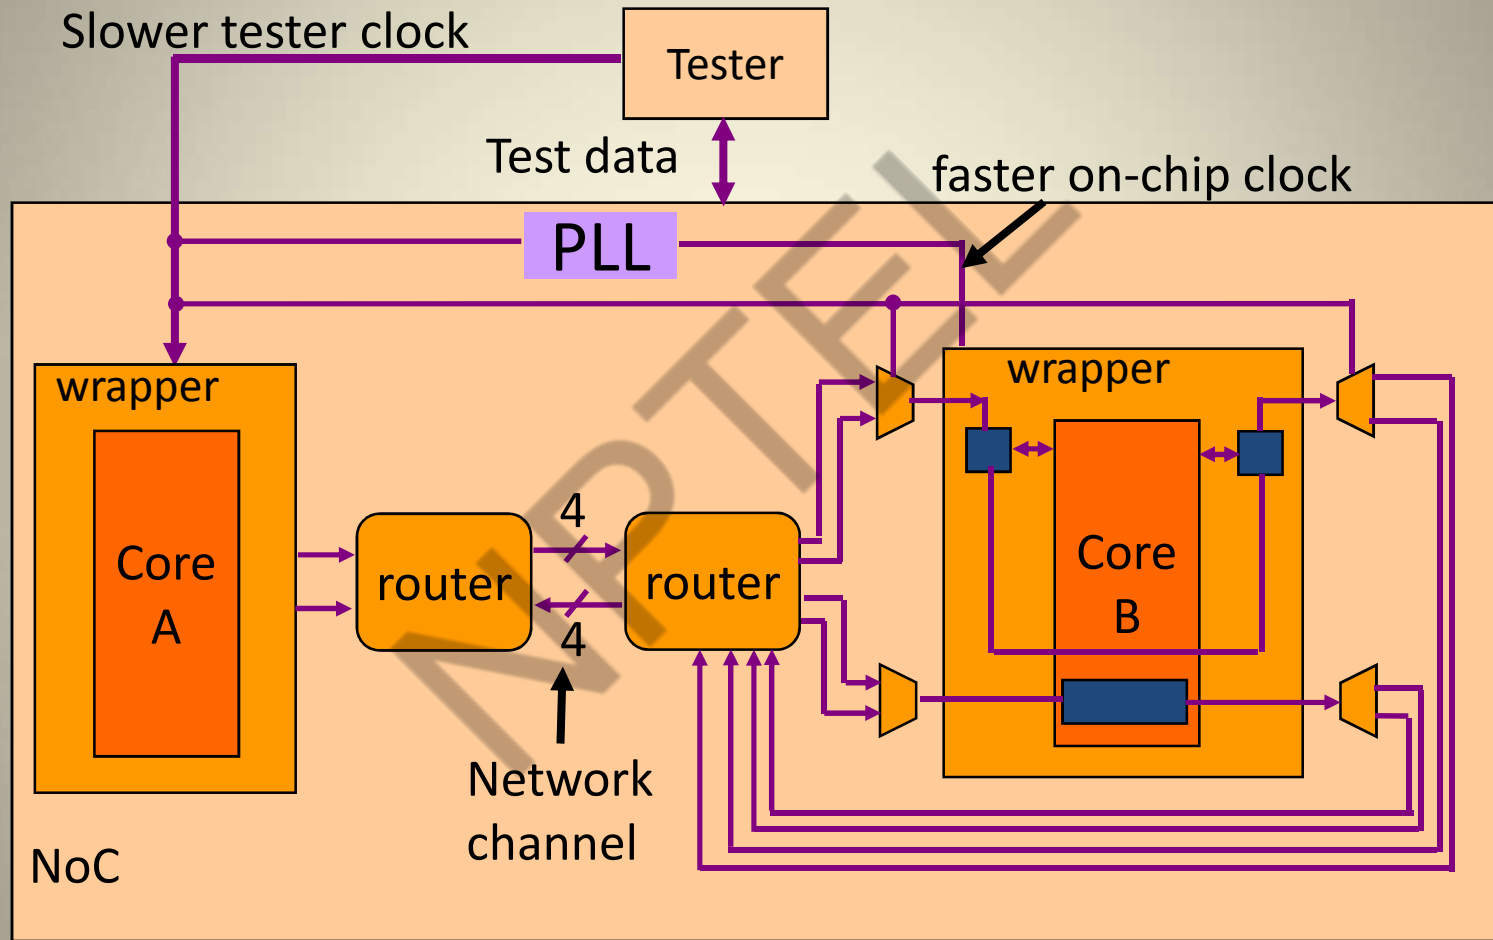 Slower tester clock
Tester
Test data
faster on-chip clock
PLL
wrapper
wrapper
Core
A
router
4
4
router
Core
B
Network
channel
NoC
NPTEL